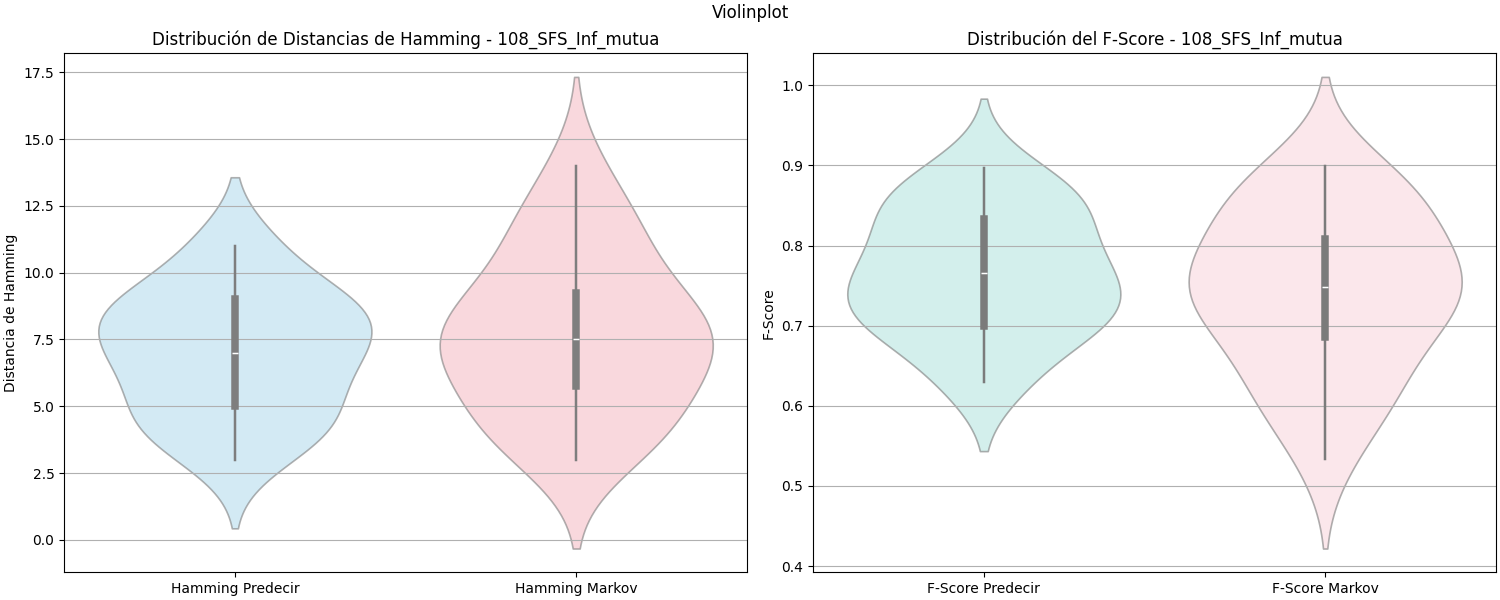 Violinplot
Distribución de Distancias de Hamming - 108_SFS_Inf_mutua
Distancia de Hamming
17.5
15.0
12.5
10.0
7.5
5.0
2.5
0.0
Hamming Predecir
Hamming Markov
Distribución del F-Score - 108_SFS_Inf_mutua
F-Score
1.0
0.9
0.8
0.7
0.6
0.5
0.4
F-Score Predecir
F-Score Markov